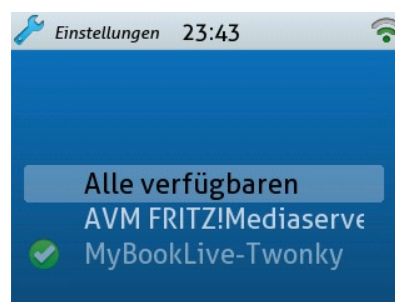 Einstellungen 23:43
Alle verfügbaren
AVM FRITZ!Mediaserve
MyBookLive-Twonky